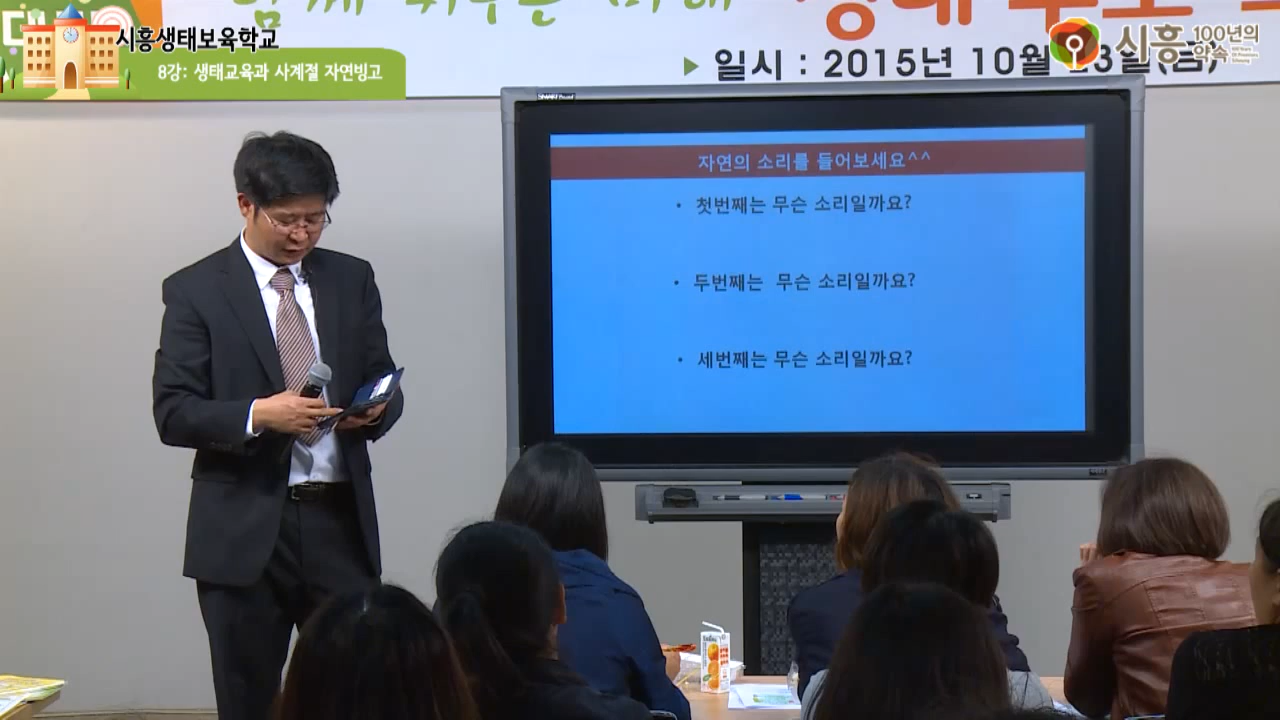 시흥생태보육학교
8강: 생태교육과 사계절 자연빙고
시흥 100년의 약속
▶ 일시 : 2015년 10월 23일(금)
자연의 소리를 들어보세요^^
• 첫번째는 무슨 소리일까요?
• 두번째는 무슨 소리일까요?
• 세번째는 무슨 소리일까요?